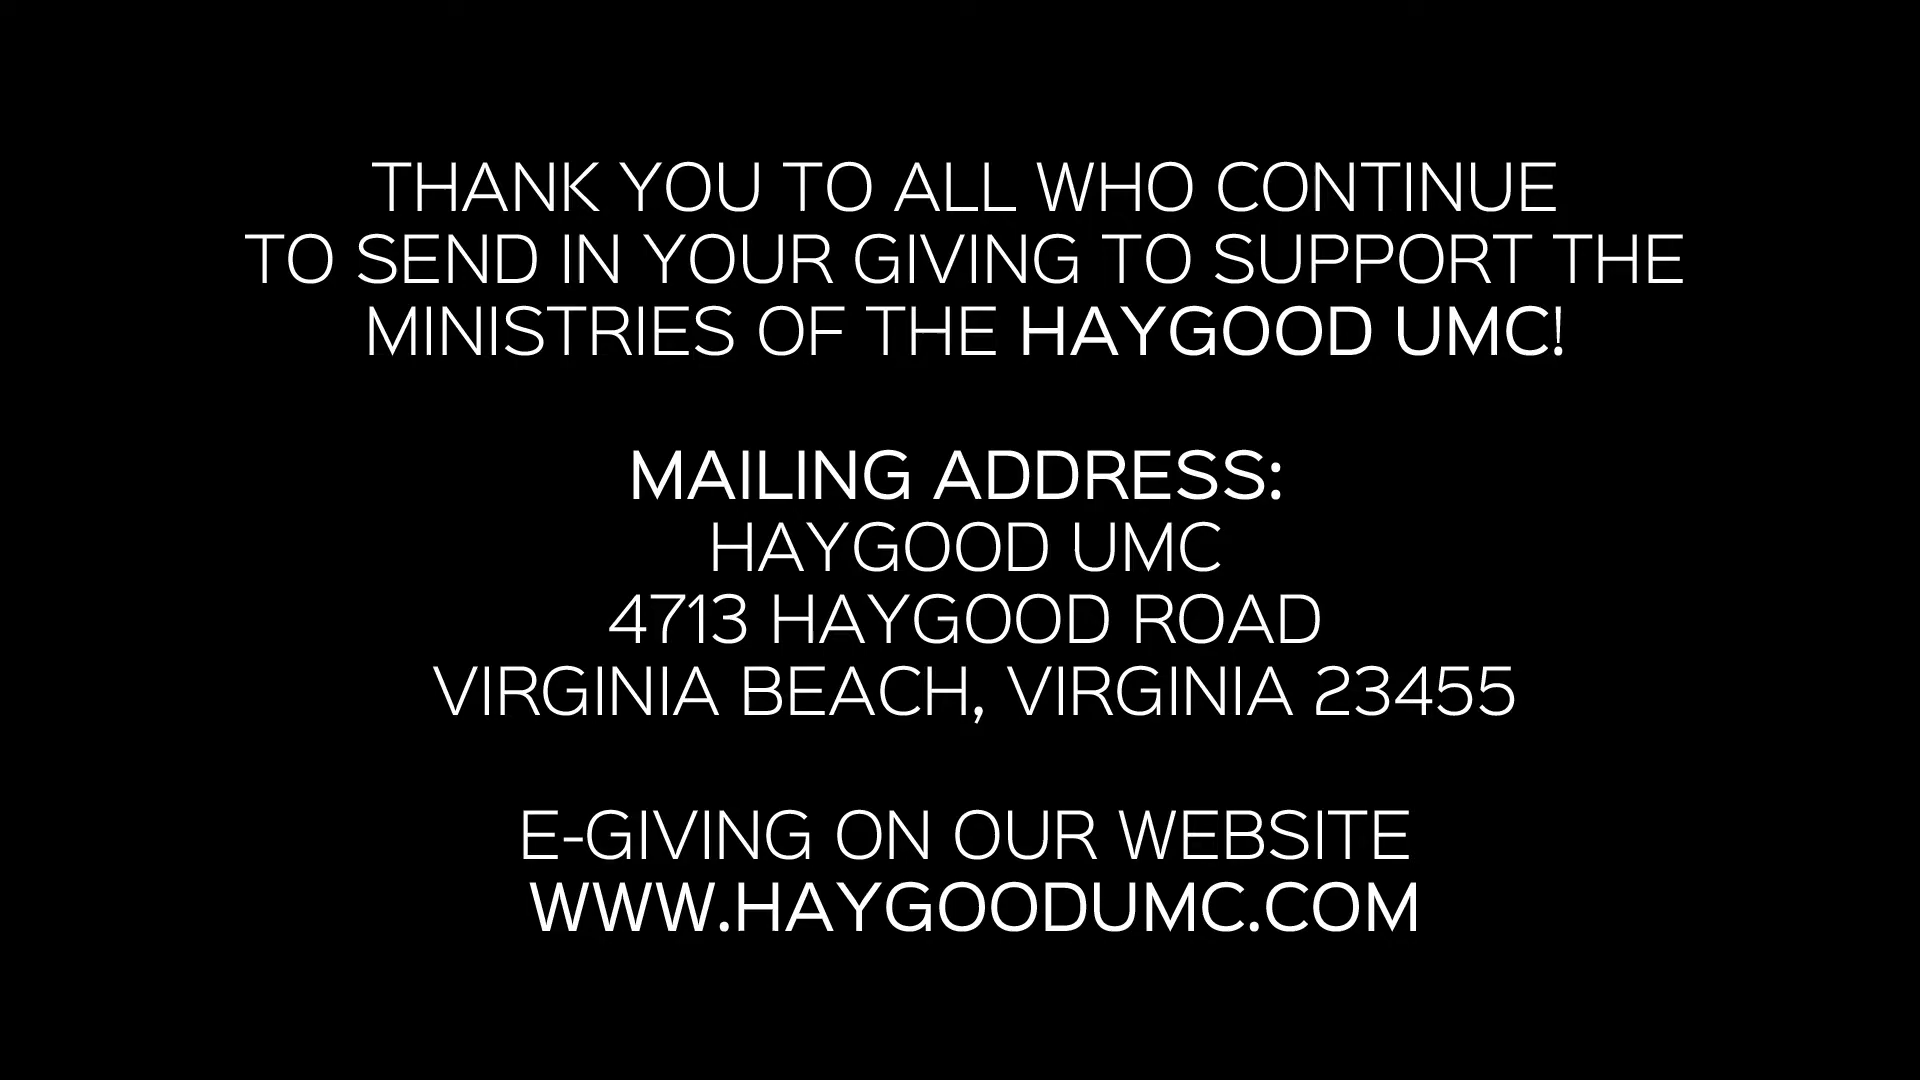 THANK YOU TO ALL WHO CONTINUE
TO SEND IN YOUR GIVING TO SUPPORT THE
MINISTRIES OF THE HAYGOOD UMC!
MAILING ADDRESS:
HAYGOOD UMC
4713 HAYGOOD ROAD
VIRGINIA BEACH, VIRGINIA 23455
E-GIVING ON OUR WEBSITE
WWW.HAYGOODUMC.COM